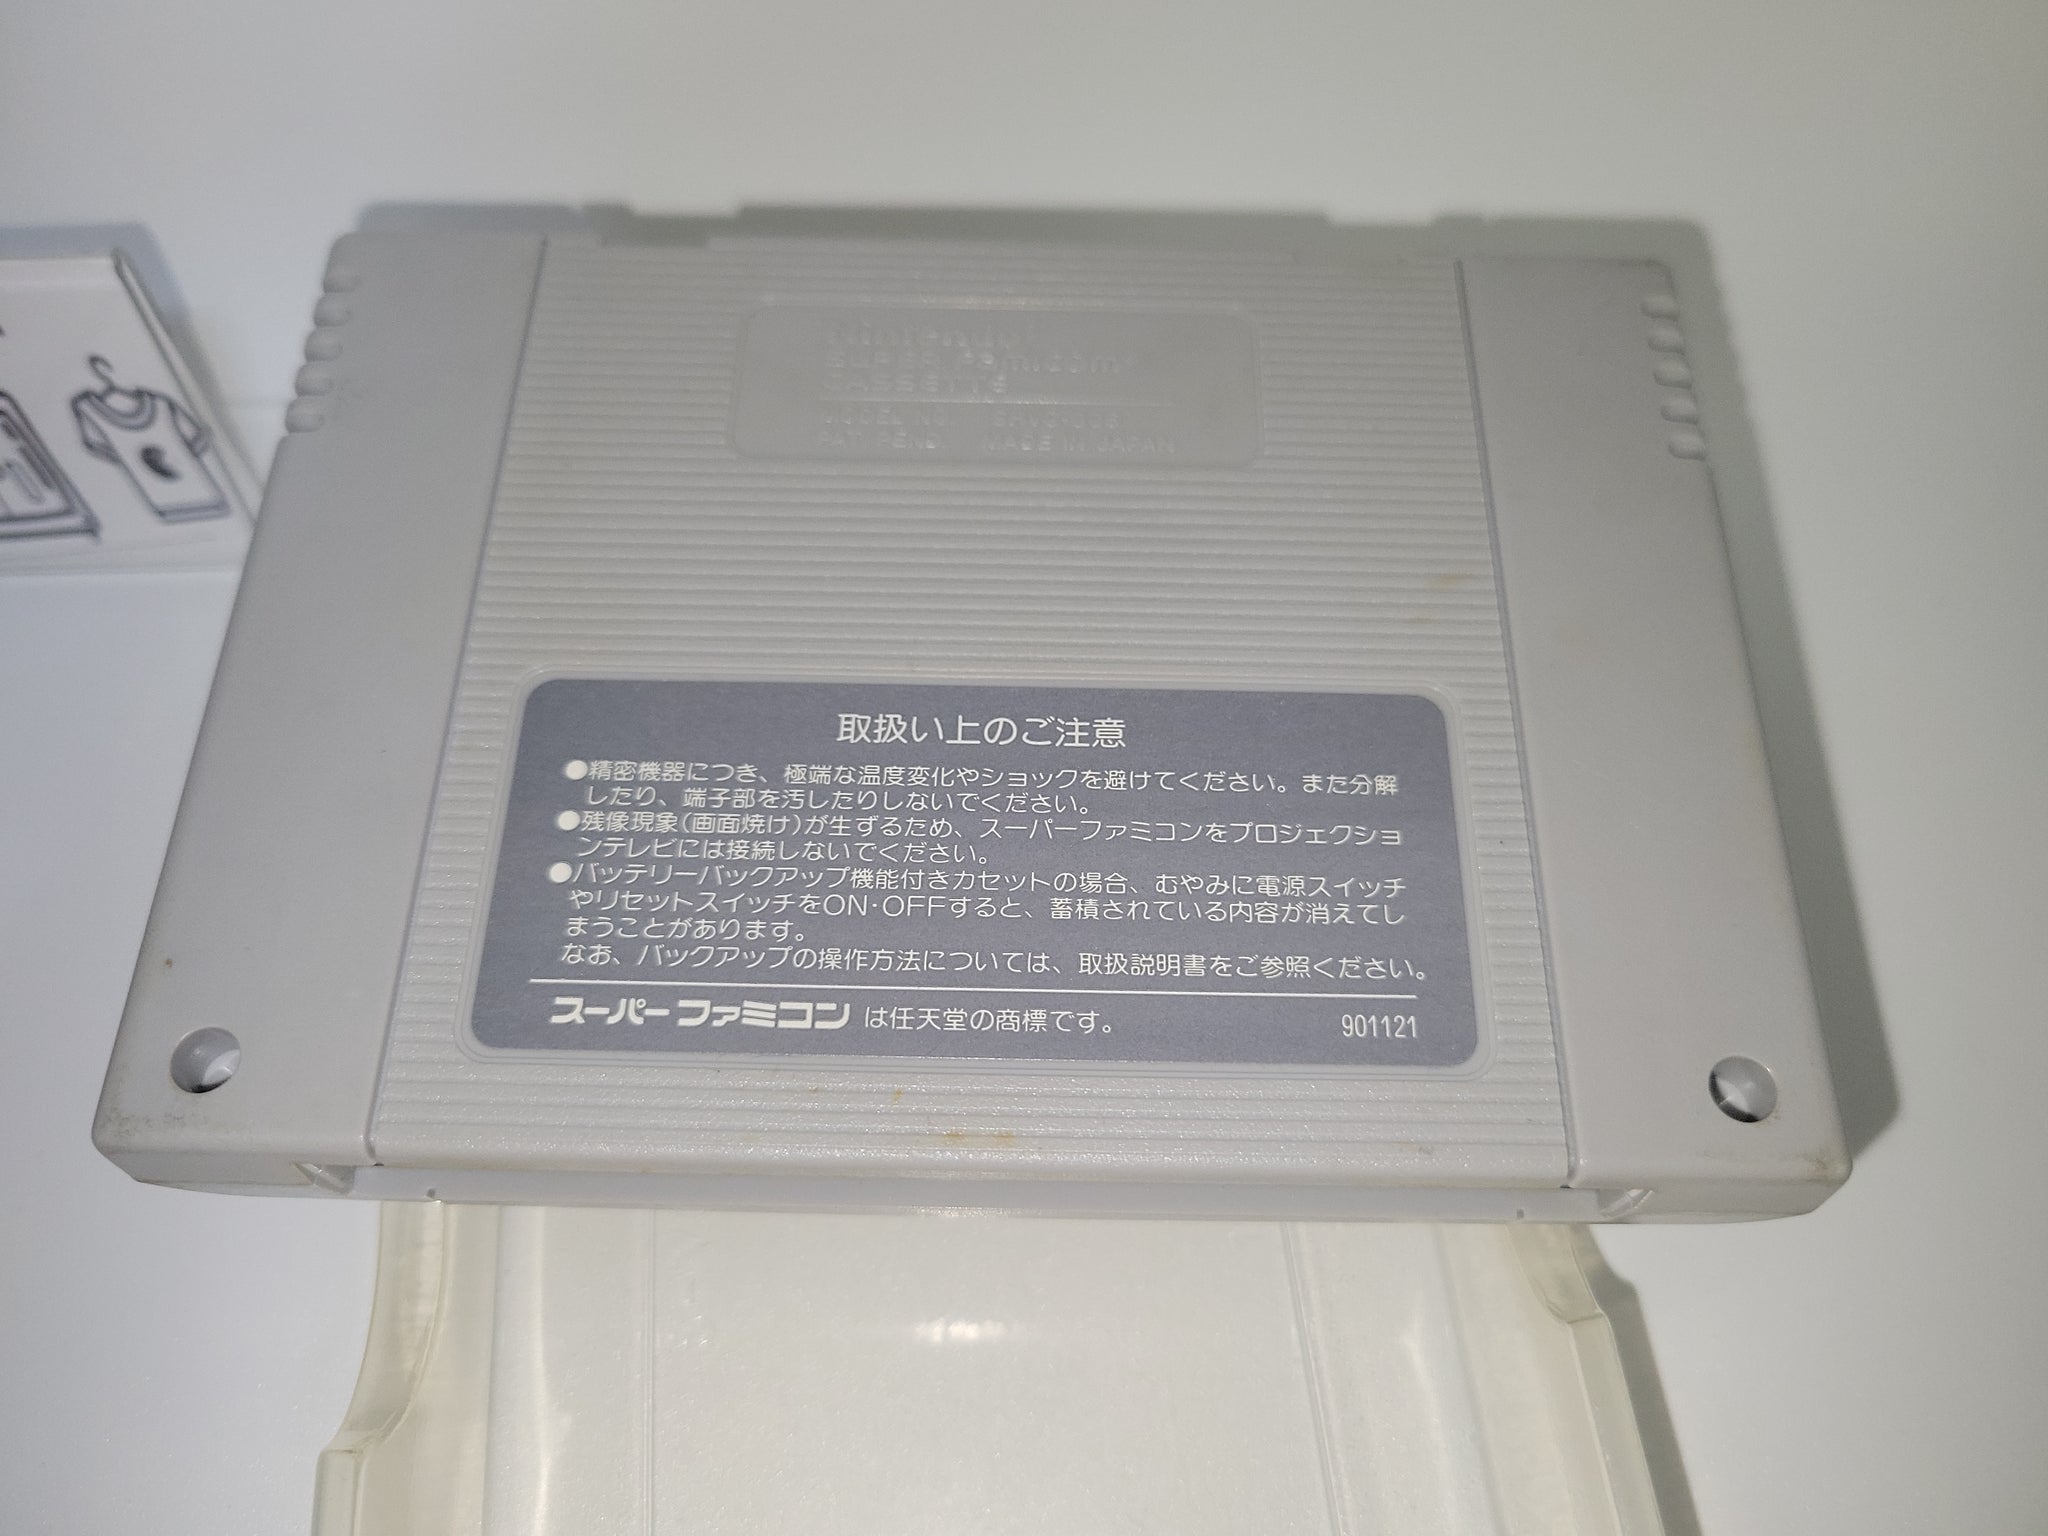 Nintendo
SUPER Famicom
CASSETTE
MODEL NO. SHVC-006
PAT. PEND. MADE IN JAPAN
取扱い上のご注意
●精密機器につき、極端な温度変化やショックを避けてください。また分解
したり、端子部を汚したりしないでください。
●残像現象(画面焼け)が生ずるため、スーパーファミコンをプロジェクショ
ンテレビには接続しないでください。
●バッテリーバックアップ機能付きカセットの場合、むやみに電源スイッチ
やリセットスイッチをON・OFFすると、蓄積されている内容が消えてし
まうことがあります。
なお、バックアップの操作方法については、取扱説明書をご参照ください。
スーパーファミコン は任天堂の商標です。 901121